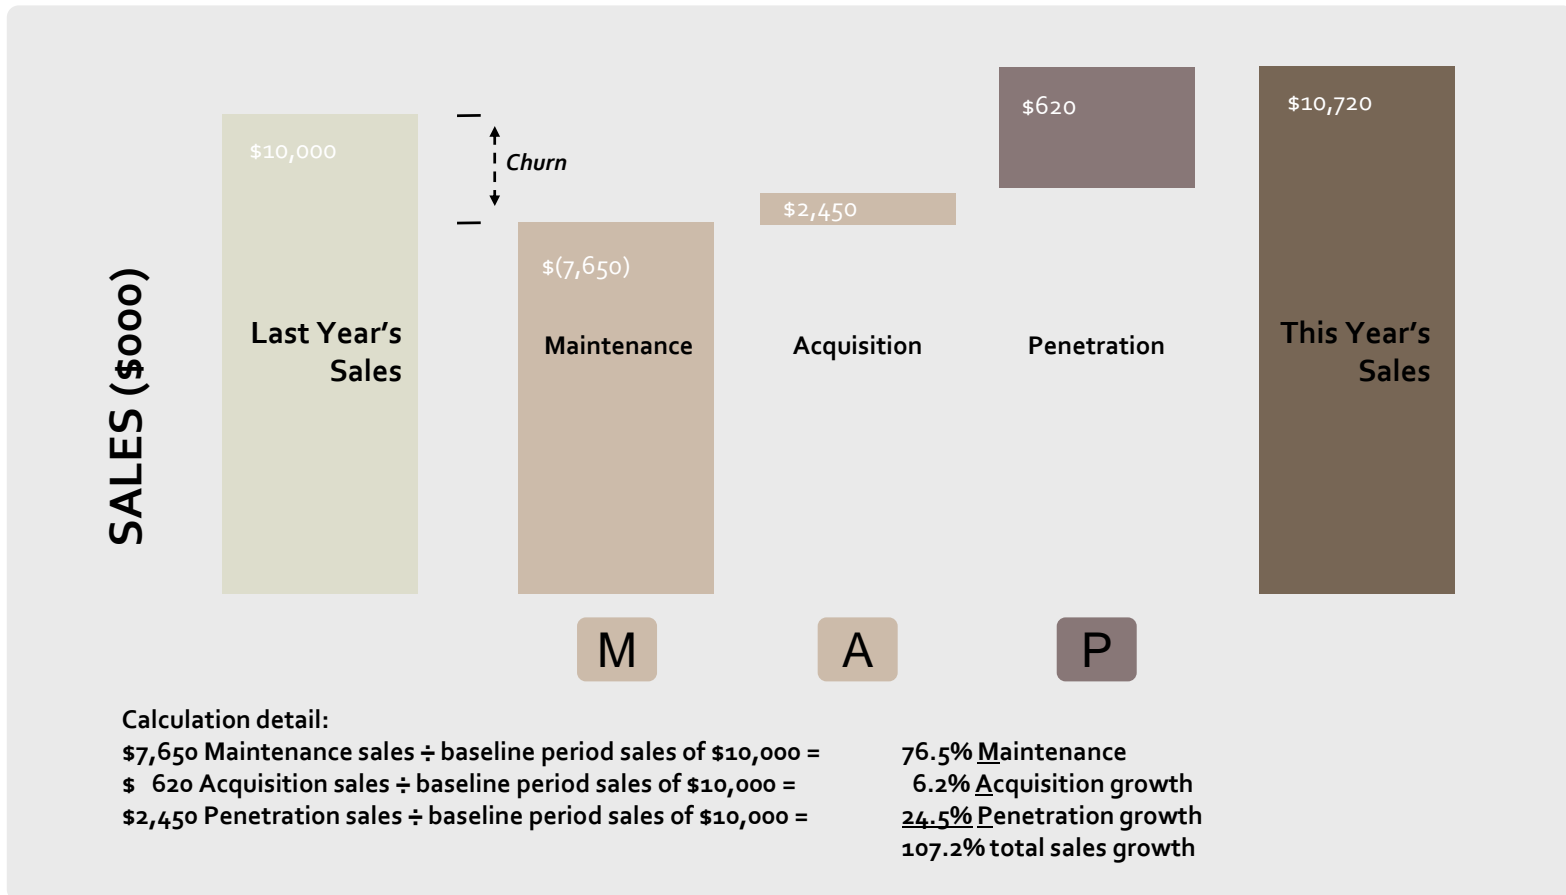 $10,000
Churn
$(7,650)
$2,450
$620
$10,720
SALES ($000)
Last Year's
Sales
Maintenance
Acquisition
Penetration
This Year's
Sales
M
A
P
Calculation detail:
$7,650 Maintenance sales ÷ baseline period sales of $10,000 = 76.5% Maintenance
$ 620 Acquisition sales ÷ baseline period sales of $10,000 = 6.2% Acquisition growth
$2,450 Penetration sales ÷ baseline period sales of $10,000 = 24.5% Penetration growth
107.2% total sales growth